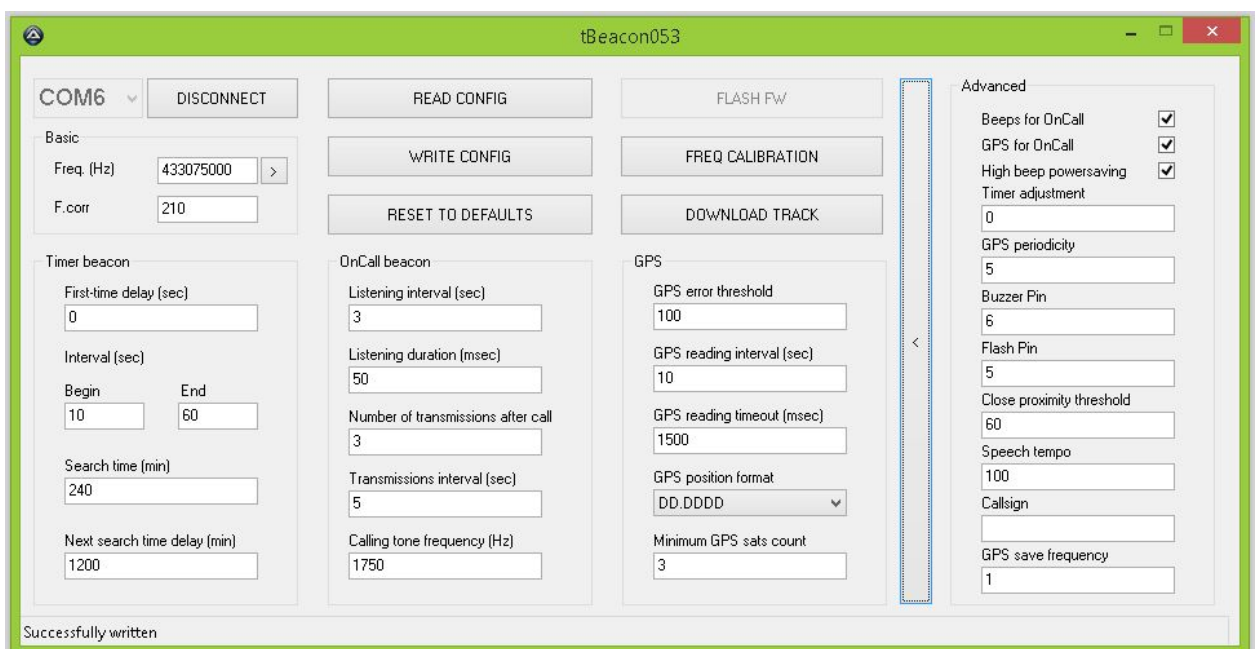 tBeacon053
COM6
DISCONNECT
READ CONFIG
FLASH FW
Basic
Freq. (Hz)
433075000
>
F.corr
210
WRITE CONFIG
FREQ CALIBRATION
RESET TO DEFAULTS
DOWNLOAD TRACK
Timer beacon
First-time delay (sec)
0
Interval (sec)
Begin End
10 60
Search time (min)
240
Next search time delay (min)
1200
OnCall beacon
Listening interval (sec)
3
Listening duration (msec)
50
Number of transmissions after call
3
Transmissions interval (sec)
5
Calling tone frequency (Hz)
1750
GPS
GPS error threshold
100
GPS reading interval (sec)
10
GPS reading timeout (msec)
1500
GPS position format
DD.DDDD
Minimum GPS sats count
3
<
Advanced
Beeps for OnCall
GPS for OnCall
High beep powersaving
Timer adjustment
0
GPS periodicity
5
Buzzer Pin
6
Flash Pin
5
Close proximity threshold
60
Speech tempo
100
Callsign
GPS save frequency
1
Successfully written